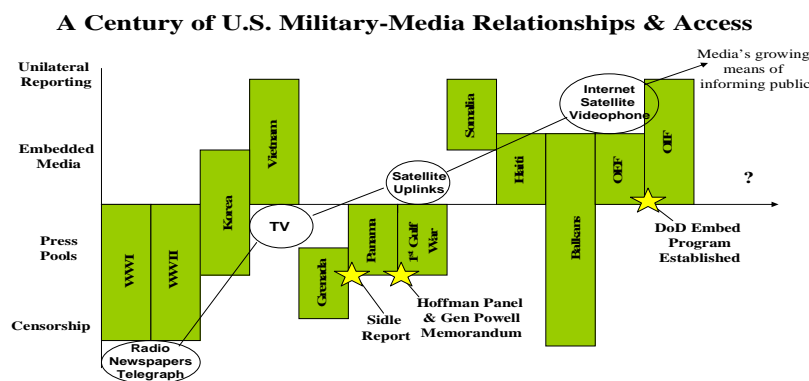 A Century of U.S. Military-Media Relationships & Access
Unilateral
Reporting
Embedded
Media
Press
Pools
Censorship
WWI
WWII
Korea
Vietnam
Grenada
Panama
1st Gulf
War
Somalia
Haiti
Balkans
OEF
OIF
Radio
Newspapers
Telegraph
TV
Satellite
Uplinks
Internet
Satellite
Videophone
Media's growing
means of
informing public
?
Sidle
Report
Hoffman Panel
& Gen Powell
Memorandum
DoD Embed
Program
Established